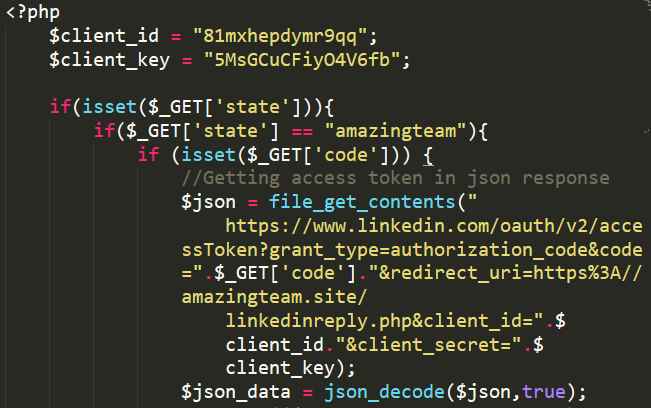 <?php
$client_id = "81mxhepdymr9qq";
$client_key = "5MsGCuCFiyO4V6fb";
if(isset($_GET['state'])){
if($_GET['state'] == "amazingteam"){
if (isset($_GET['code'])) {
//Getting access token in json response
$json = file_get_contents("
https://www.linkedin.com/oauth/v2/acce
ssToken?grant_type=authorization_code&code
=".$_GET['code']."&redirect_uri=https%3A//
amazingteam.site/
linkedinreply.php&client_id=".$
client_id."&client_secret=".$
client_key);
$json_data = json_decode($json,true);